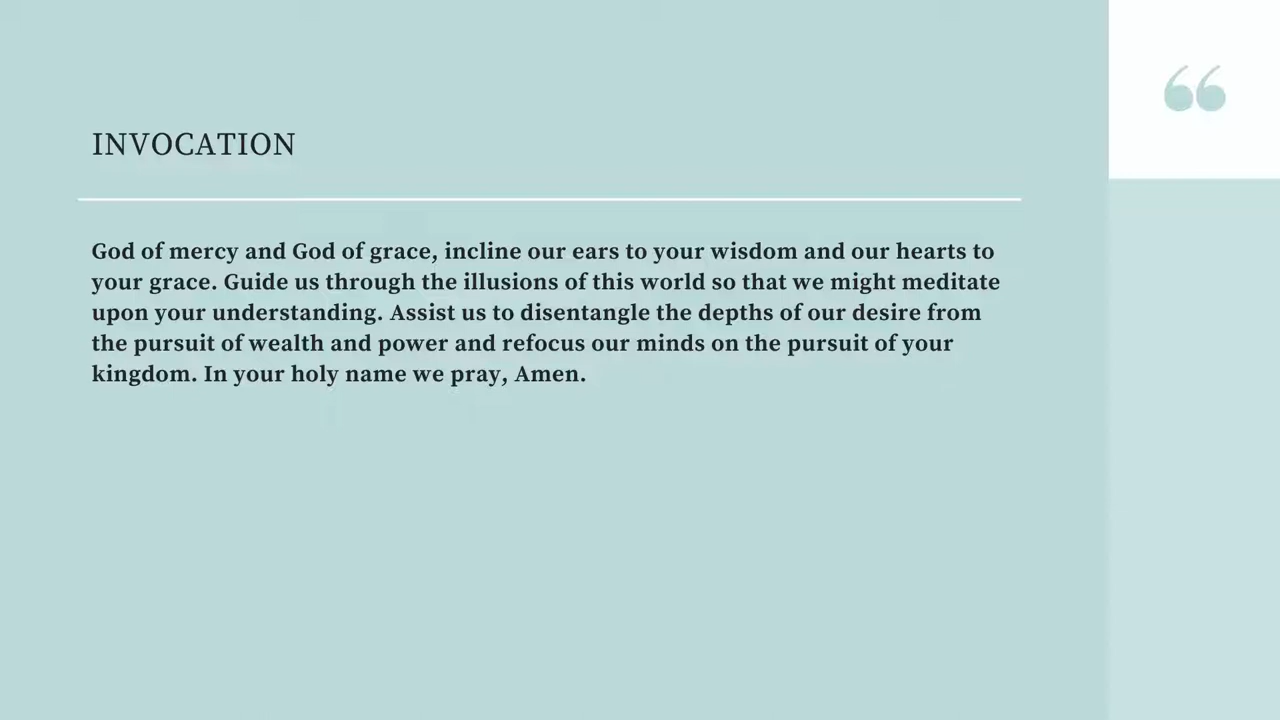 INVOCATION
God of mercy and God of grace, incline our ears to your wisdom and our hearts to
your grace. Guide us through the illusions of this world so that we might meditate
upon your understanding. Assist us to disentangle the depths of our desire from
the pursuit of wealth and power and refocus our minds on the pursuit of your
kingdom. In your holy name we pray, Amen.